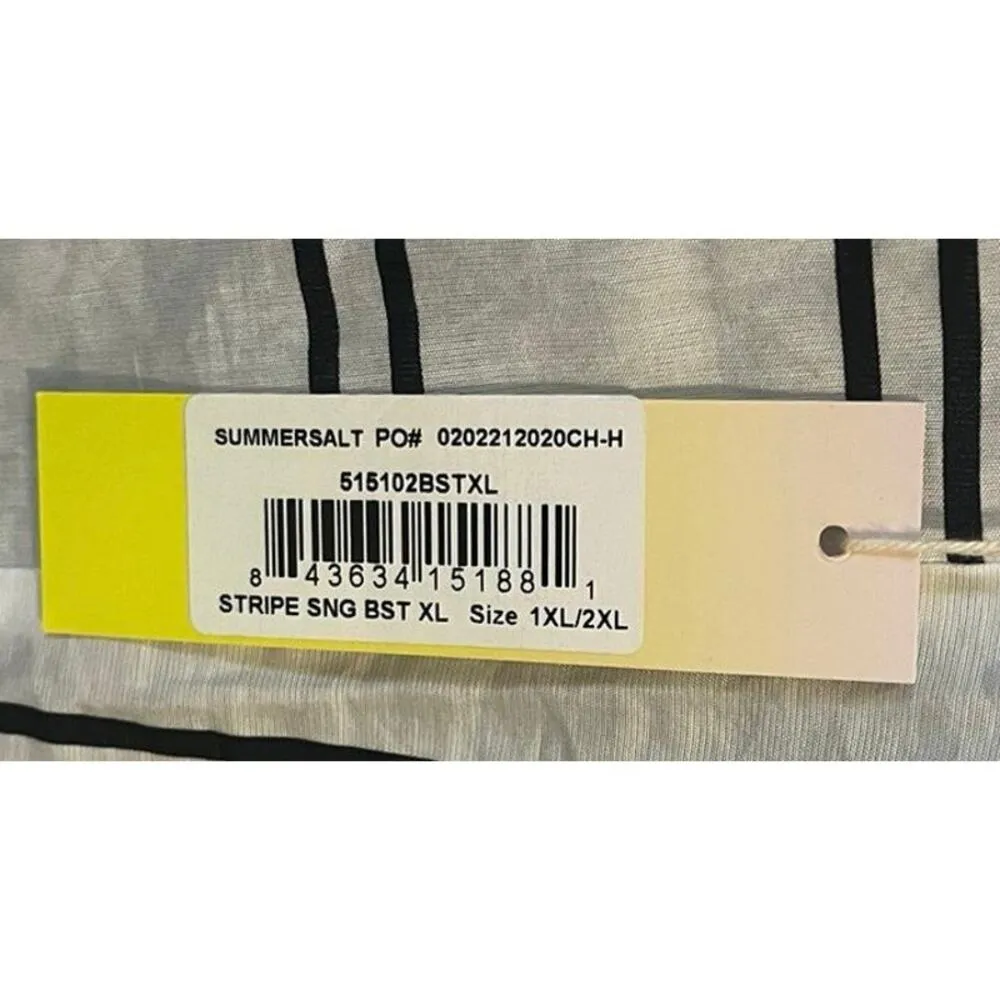 SUMMERSALT PO# 0202212020CH-H
515102BSTXL
8 43634 15188 1
STRIPE SNG BST XL Size 1XL/2XL